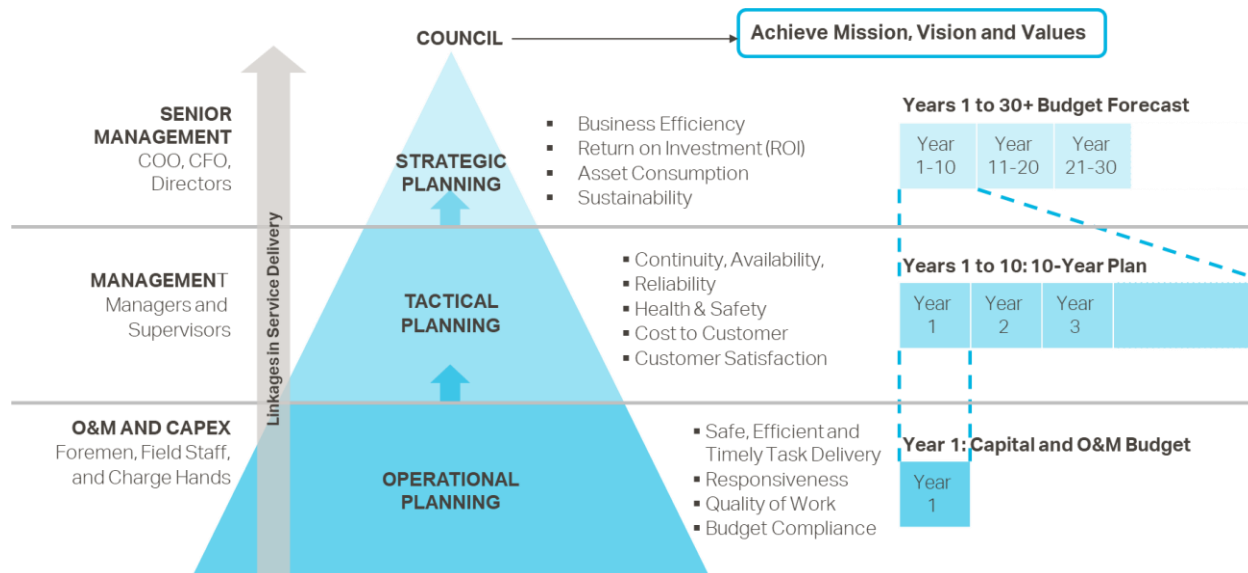 COUNCIL
Achieve Mission, Vision and Values
SENIOR
MANAGEMENT
COO, CFO,
Directors
STRATEGIC
PLANNING
▪ Business Efficiency
▪ Return on Investment (ROI)
▪ Asset Consumption
▪ Sustainability
Years 1 to 30+ Budget Forecast
Year
1-10
Year
11-20
Year
21-30
Linkagesin Service Delivery
MANAGEMENT
Managers and
Supervisors
TACTICAL
PLANNING
▪ Continuity, Availability,
▪ Reliability
▪ Health & Safety
▪ Cost to Customer
▪ Customer Satisfaction
Years 1 to 10: 10-Year Plan
Year
1
Year
2
Year
3
O&M AND CAPEX
Foremen, Field Staff,
and Charge Hands
OPERATIONAL
PLANNING
▪ Safe, Efficient and
Timely Task Delivery
▪ Responsiveness
▪ Quality of Work
▪ Budget Compliance
Year 1: Capital and O&M Budget
Year
1